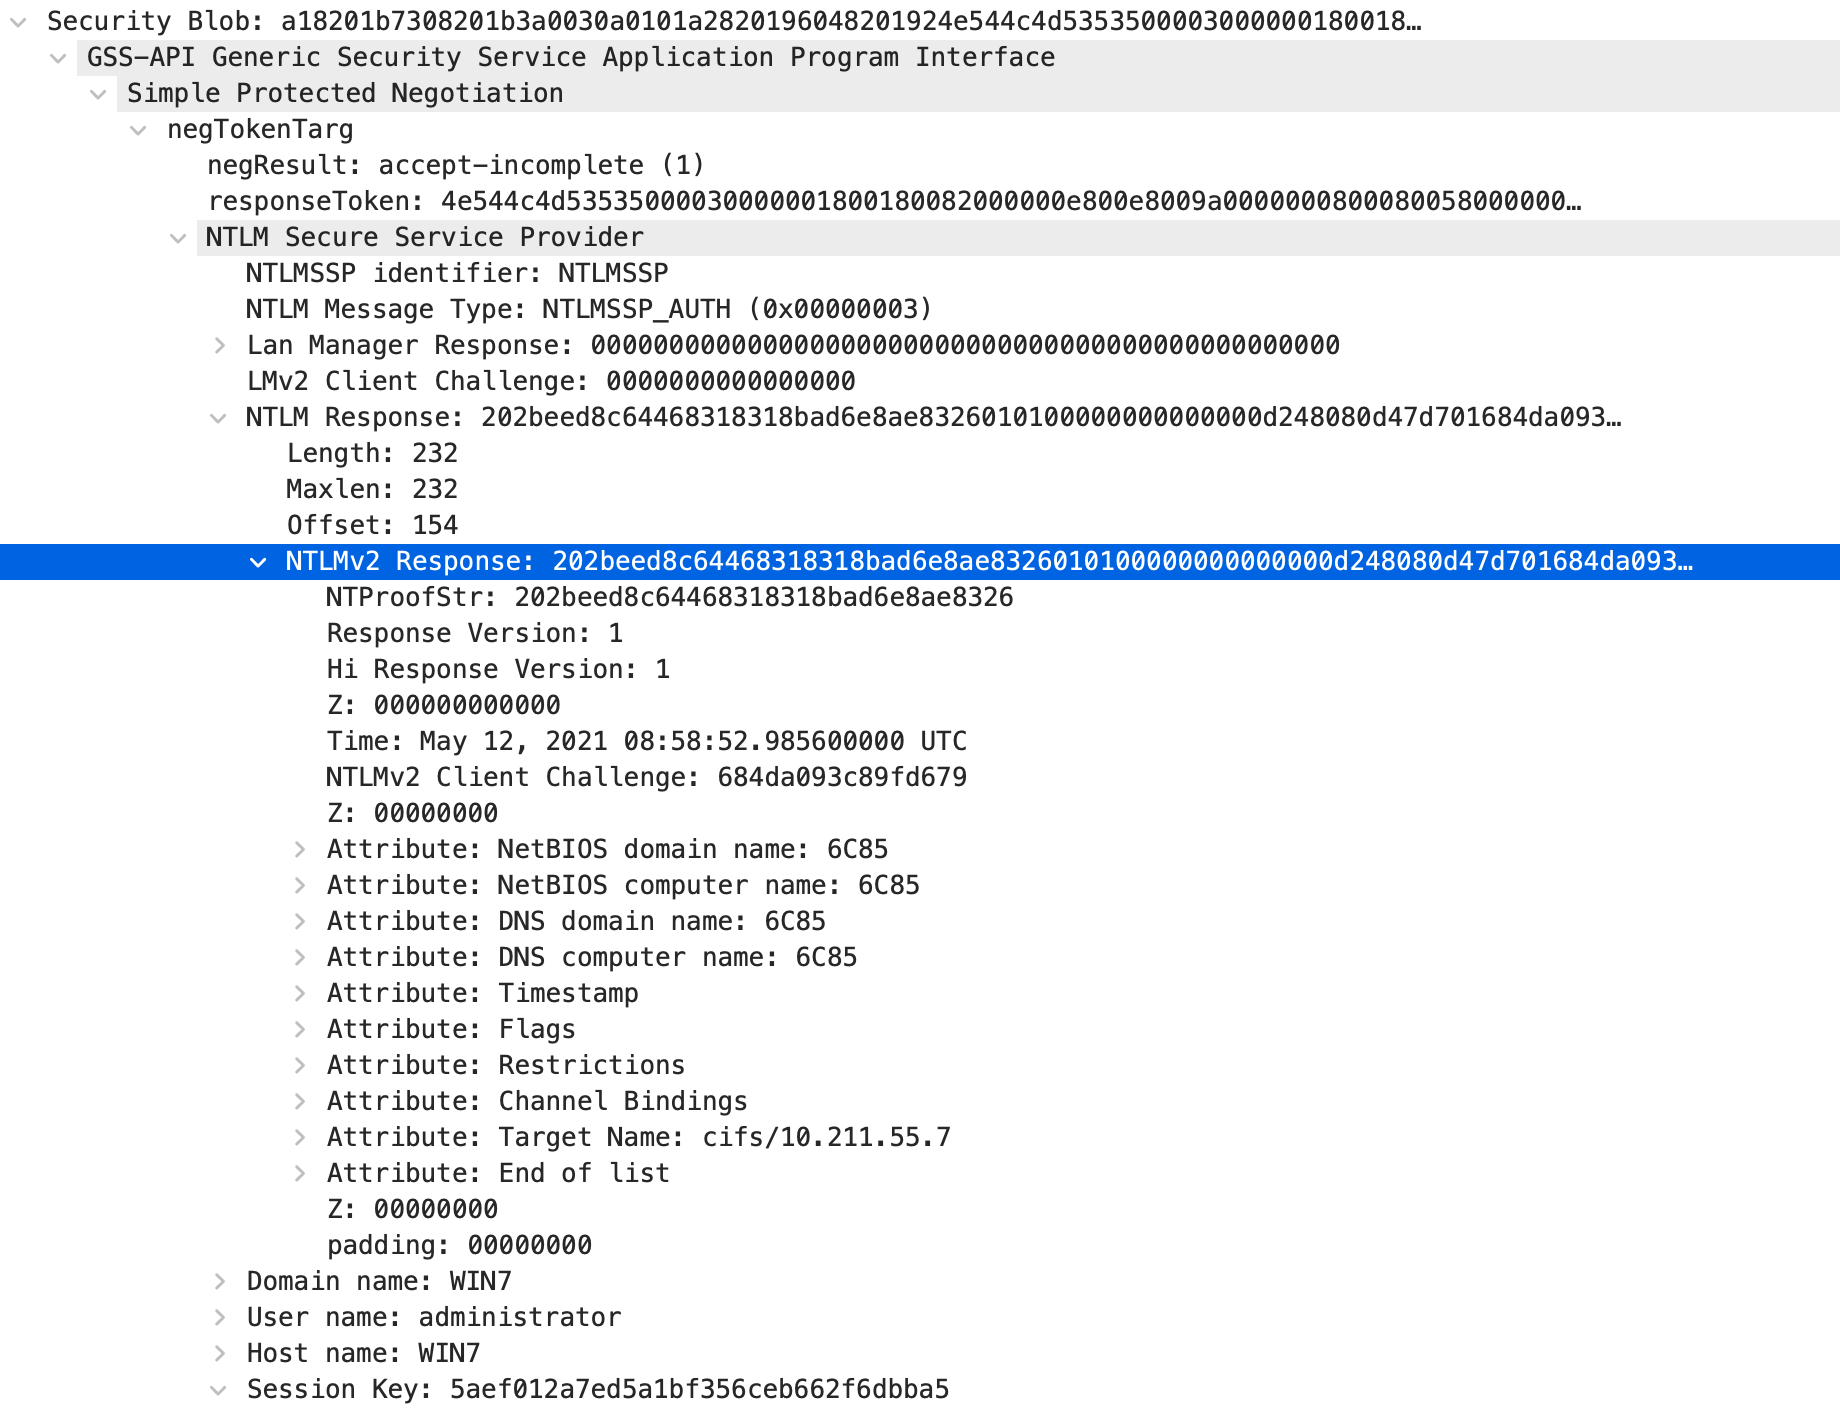 Security Blob: a18201b7308201b3a0030a0101a2820196048201924e544c4d5353500003000000180018…
GSS-API Generic Security Service Application Program Interface
Simple Protected Negotiation
negTokenTarg
negResult: accept-incomplete (1)
responseToken: 4e544c4d53535000030000001800180082000000e800e8009a0000000800080058000000…
NTLM Secure Service Provider
NTLMSSP identifier: NTLMSSP
NTLM Message Type: NTLMSSP_AUTH (0x00000003)
Lan Manager Response: 000000000000000000000000000000000000000000000000
LMv2 Client Challenge: 0000000000000000
NTLM Response: 202beed8c64468318318bad6e8ae83260101000000000000d248080d47d701684da093…
Length: 232
Maxlen: 232
Offset: 154
NTLMv2 Response: 202beed8c64468318318bad6e8ae83260101000000000000d248080d47d701684da093…
NTProofStr: 202beed8c64468318318bad6e8ae8326
Response Version: 1
Hi Response Version: 1
Z: 000000000000
Time: May 12, 2021 08:58:52.985600000 UTC
NTLMv2 Client Challenge: 684da093c89fd679
Z: 00000000
Attribute: NetBIOS domain name: 6C85
Attribute: NetBIOS computer name: 6C85
Attribute: DNS domain name: 6C85
Attribute: DNS computer name: 6C85
Attribute: Timestamp
Attribute: Flags
Attribute: Restrictions
Attribute: Channel Bindings
Attribute: Target Name: cifs/10.211.55.7
Attribute: End of list
Z: 00000000
padding: 00000000
Domain name: WIN7
User name: administrator
Host name: WIN7
Session Key: 5aef012a7ed5a1bf356ceb662f6dbba5